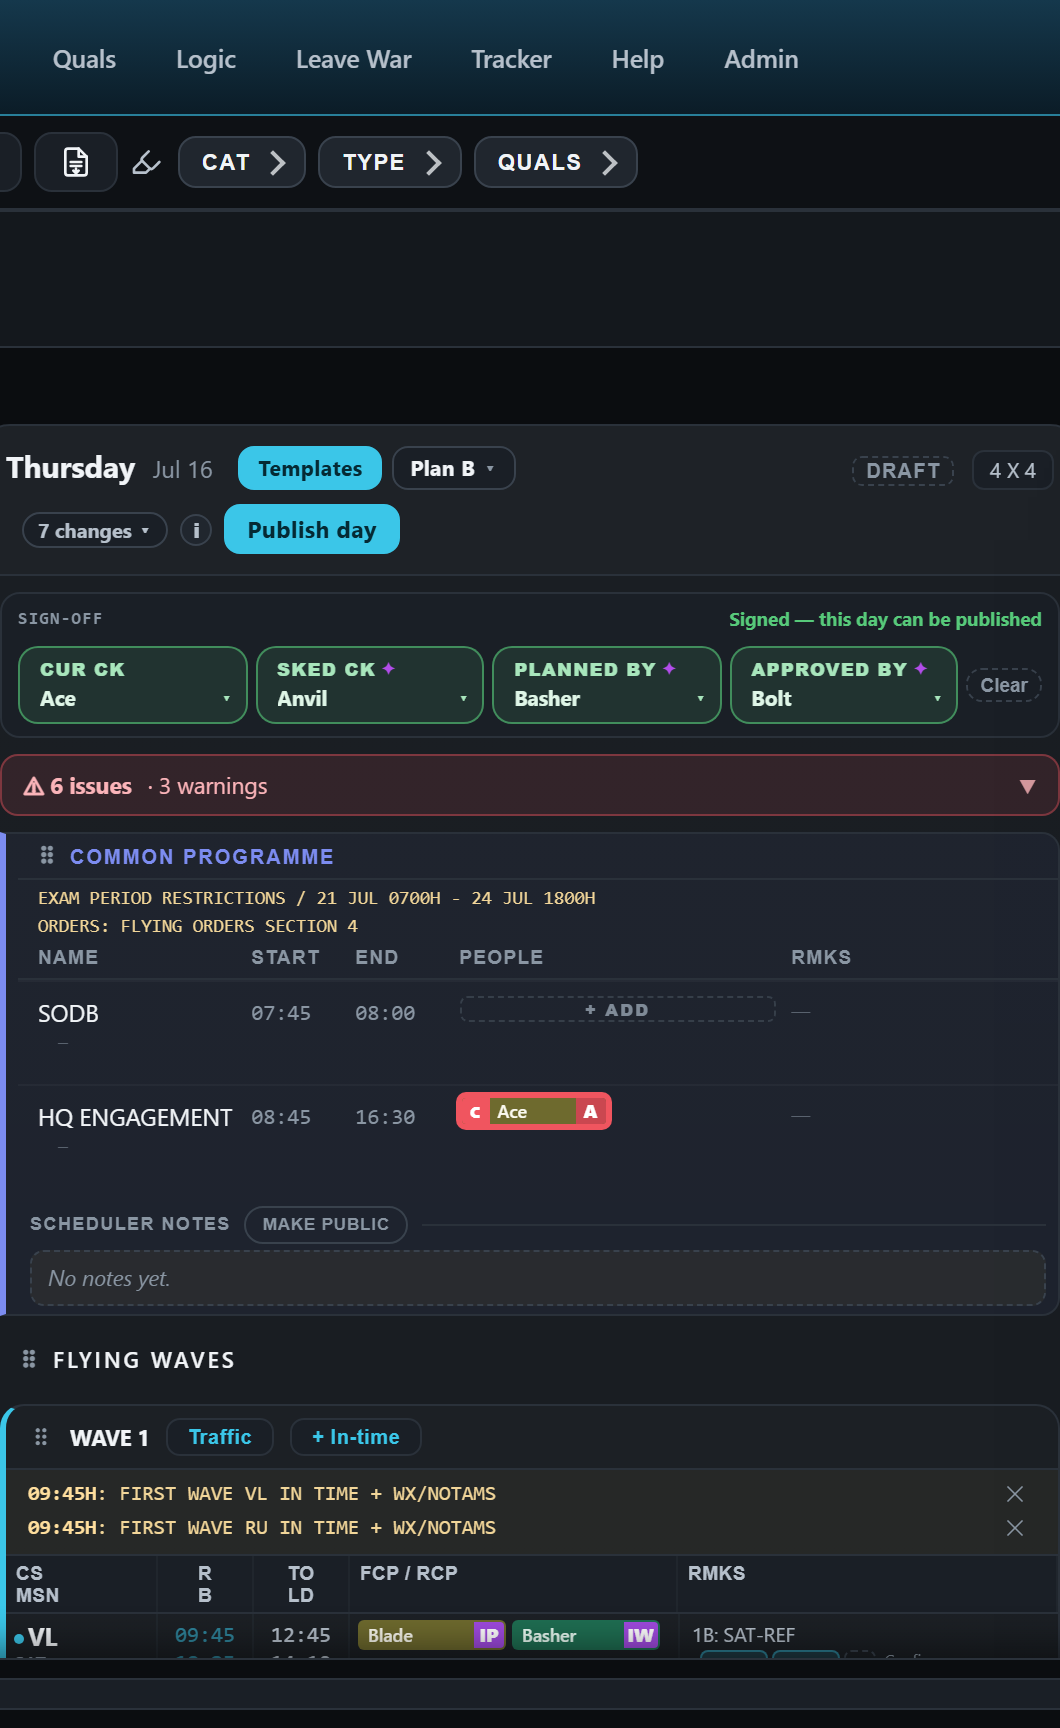 Quals Logic Leave War Tracker Help Admin
CAT TYPE QUALS
Thursday Jul 16 Templates Plan B DRAFT 4 X 4
7 changes i Publish day
SIGN-OFF Signed — this day can be published
CUR CK SKED CK PLANNED BY APPROVED BY
Ace Anvil Basher Bolt Clear
6 issues · 3 warnings
COMMON PROGRAMME
EXAM PERIOD RESTRICTIONS / 21 JUL 0700H - 24 JUL 1800H
ORDERS: FLYING ORDERS SECTION 4
NAME START END PEOPLE RMKS
SODB 07:45 08:00 + ADD —
—
HQ ENGAGEMENT 08:45 16:30 C Ace A —
—
SCHEDULER NOTES MAKE PUBLIC
No notes yet.
FLYING WAVES
WAVE 1 Traffic + In-time
09:45H: FIRST WAVE VL IN TIME + WX/NOTAMS
09:45H: FIRST WAVE RU IN TIME + WX/NOTAMS
CS R TO FCP / RCP RMKS
MSN B LD
VL 09:45 12:45 Blade IP Basher IW 1B: SAT-REF